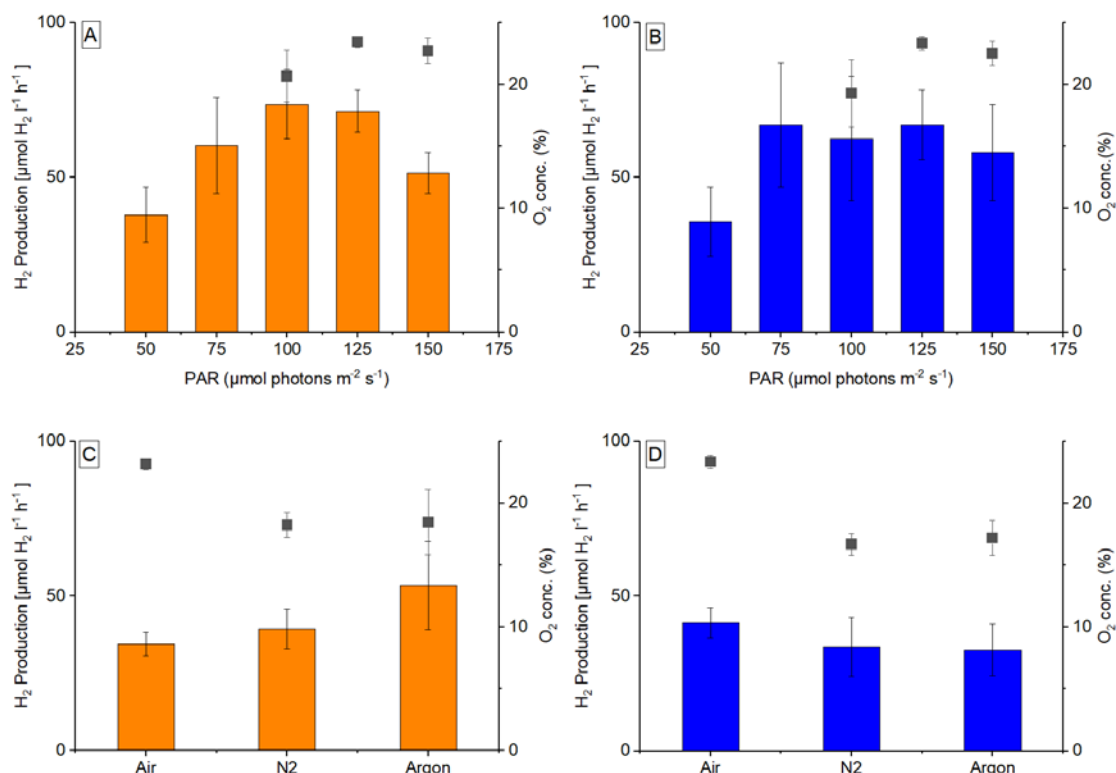 A
H₂ Production [μmol H₂ l⁻¹ h⁻¹]
100
50
0
O₂ conc. (%)
20
10
0
25 50 75 100 125 150 175
PAR (μmol photons m⁻² s⁻¹)
B
H₂ Production [μmol H₂ l⁻¹ h⁻¹]
100
50
0
O₂ conc. (%)
20
10
0
25 50 75 100 125 150 175
PAR (μmol photons m⁻² s⁻¹)
C
H₂ Production [μmol H₂ l⁻¹ h⁻¹]
100
50
0
O₂ conc. (%)
20
10
0
Air N2 Argon
D
H₂ Production [μmol H₂ l⁻¹ h⁻¹]
100
50
0
O₂ conc. (%)
20
10
0
Air N2 Argon